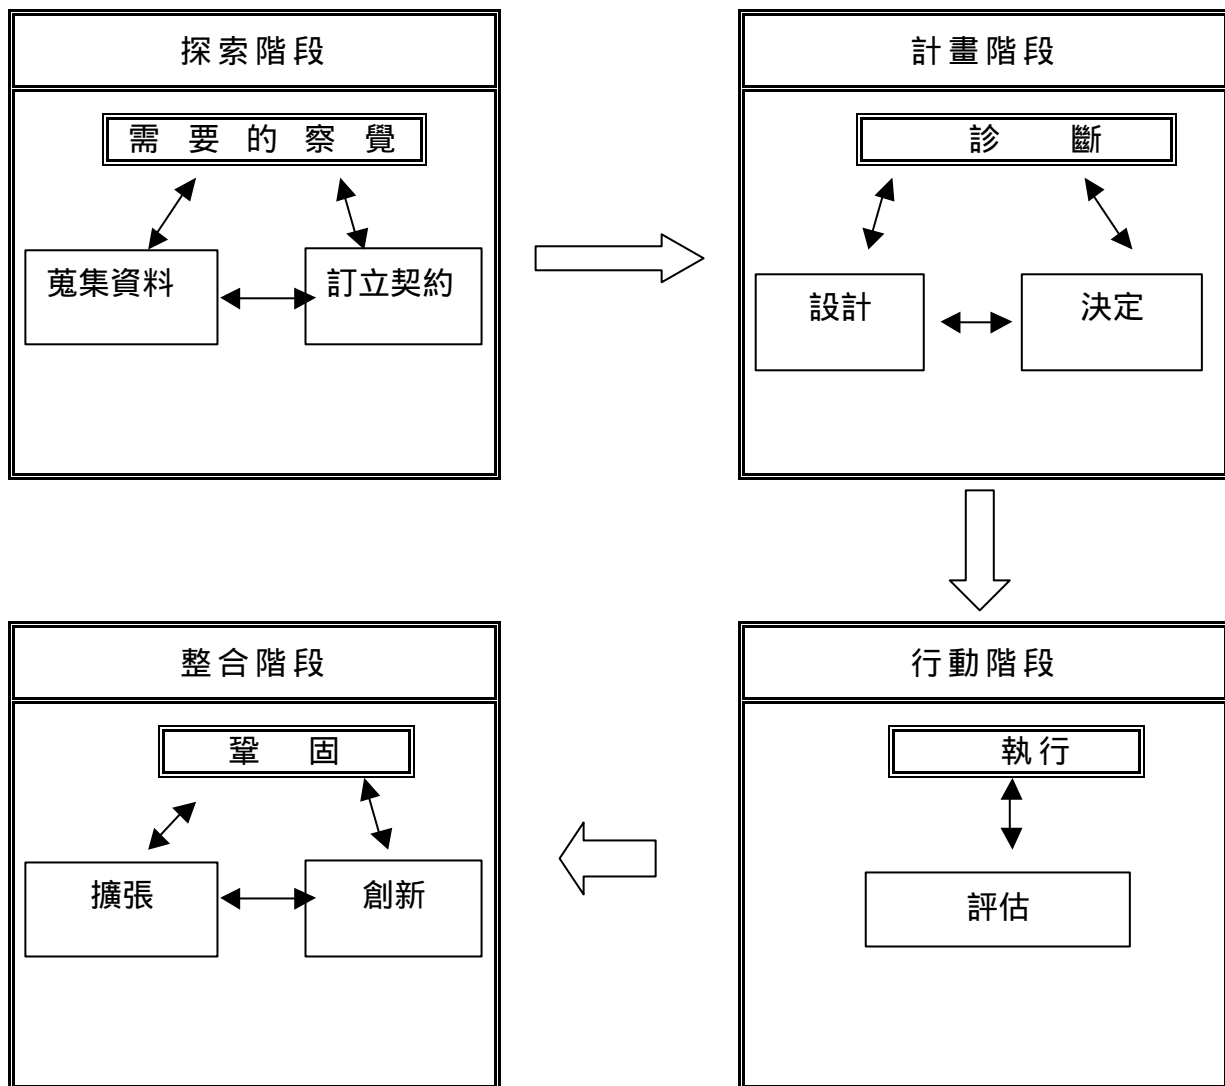 探索階段
需要的察覺
蒐集資料
訂立契約
計畫階段
診斷
設計
決定
整合階段
鞏固
擴張
創新
行動階段
執行
評估